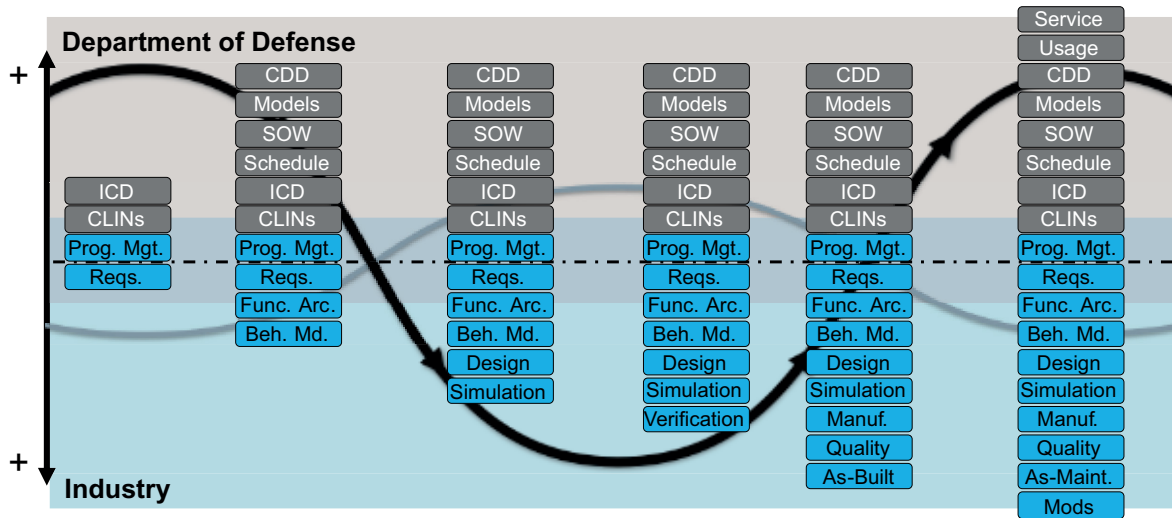 Department of Defense
+
ICD
CLINs
Prog. Mgt.
Reqs.
CDD
Models
SOW
Schedule
ICD
CLINs
Prog. Mgt.
Reqs.
Func. Arc.
Beh. Md.
CDD
Models
SOW
Schedule
ICD
CLINs
Prog. Mgt.
Reqs.
Func. Arc.
Beh. Md.
Design
Simulation
CDD
Models
SOW
Schedule
ICD
CLINs
Prog. Mgt.
Reqs.
Func. Arc.
Beh. Md.
Design
Simulation
Verification
CDD
Models
SOW
Schedule
ICD
CLINs
Prog. Mgt.
Reqs.
Func. Arc.
Beh. Md.
Design
Simulation
Manuf.
Quality
As-Built
Service
Usage
CDD
Models
SOW
Schedule
ICD
CLINs
Prog. Mgt.
Reqs.
Func. Arc.
Beh. Md.
Design
Simulation
Manuf.
Quality
As-Maint.
Mods
+
Industry